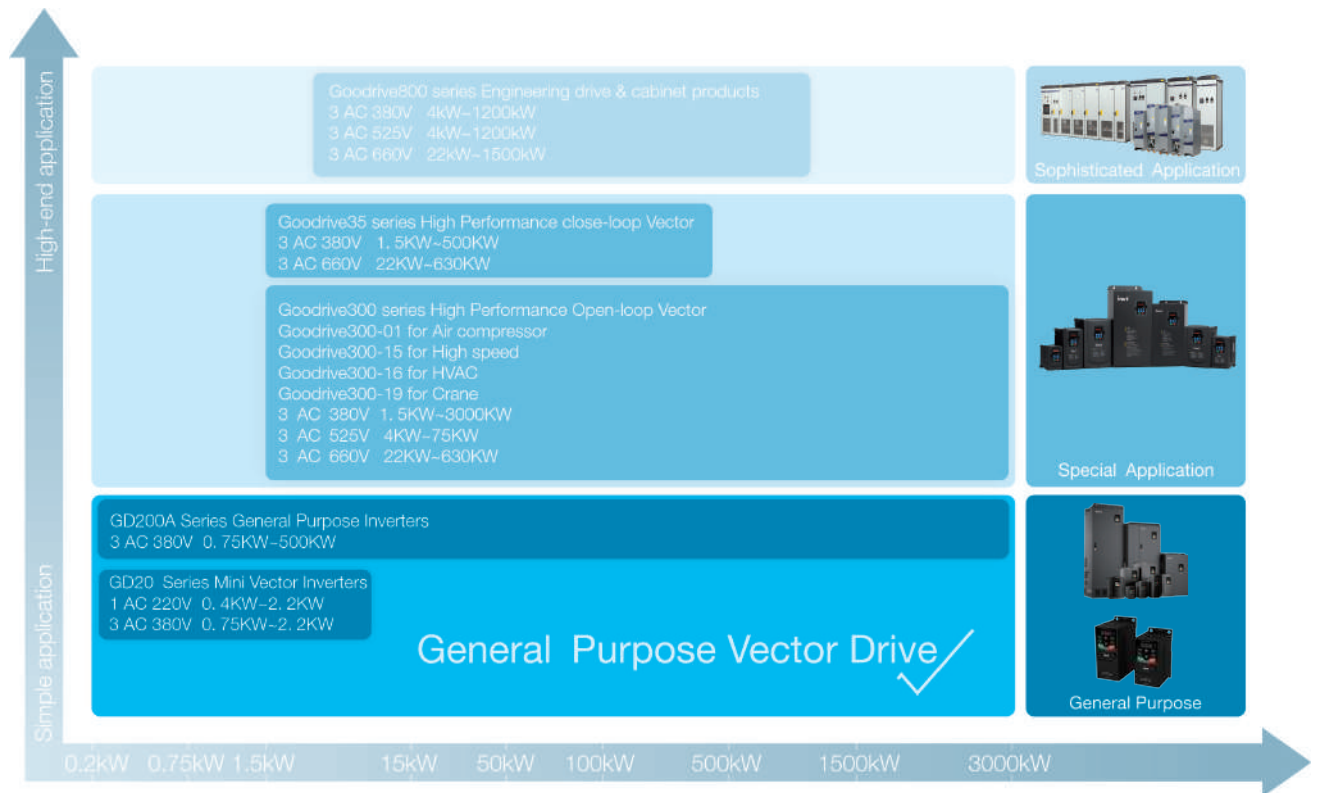 High-end application
Goodrive800 series Engineering drive & cabinet products
3 AC 380V 4kW~1200kW
3 AC 525V 4kW~1200kW
3 AC 660V 22kW~1500kW
Sophisticated Application
Goodrive35 series High Performance close-loop Vector
3 AC 380V 1. 5KW~500KW
3 AC 660V 22KW~630KW
Goodrive300 series High Performance Open-loop Vector
Goodrive300-01 for Air compressor
Goodrive300-15 for High speed
Goodrive300-16 for HVAC
Goodrive300-19 for Crane
3 AC 380V 1. 5KW~3000KW
3 AC 525V 4KW~75KW
3 AC 660V 22KW~630KW
Special Application
Simple application
GD200A Series General Purpose Inverters
3 AC 380V 0. 75KW~500KW
GD20 Series Mini Vector Inverters
1 AC 220V 0. 4KW~2. 2KW
3 AC 380V 0. 75KW~2. 2KW
General Purpose Vector Drive
General Purpose
0.2kW 0.75kW 1.5kW 15kW 50kW 100kW 500kW 1500kW 3000kW